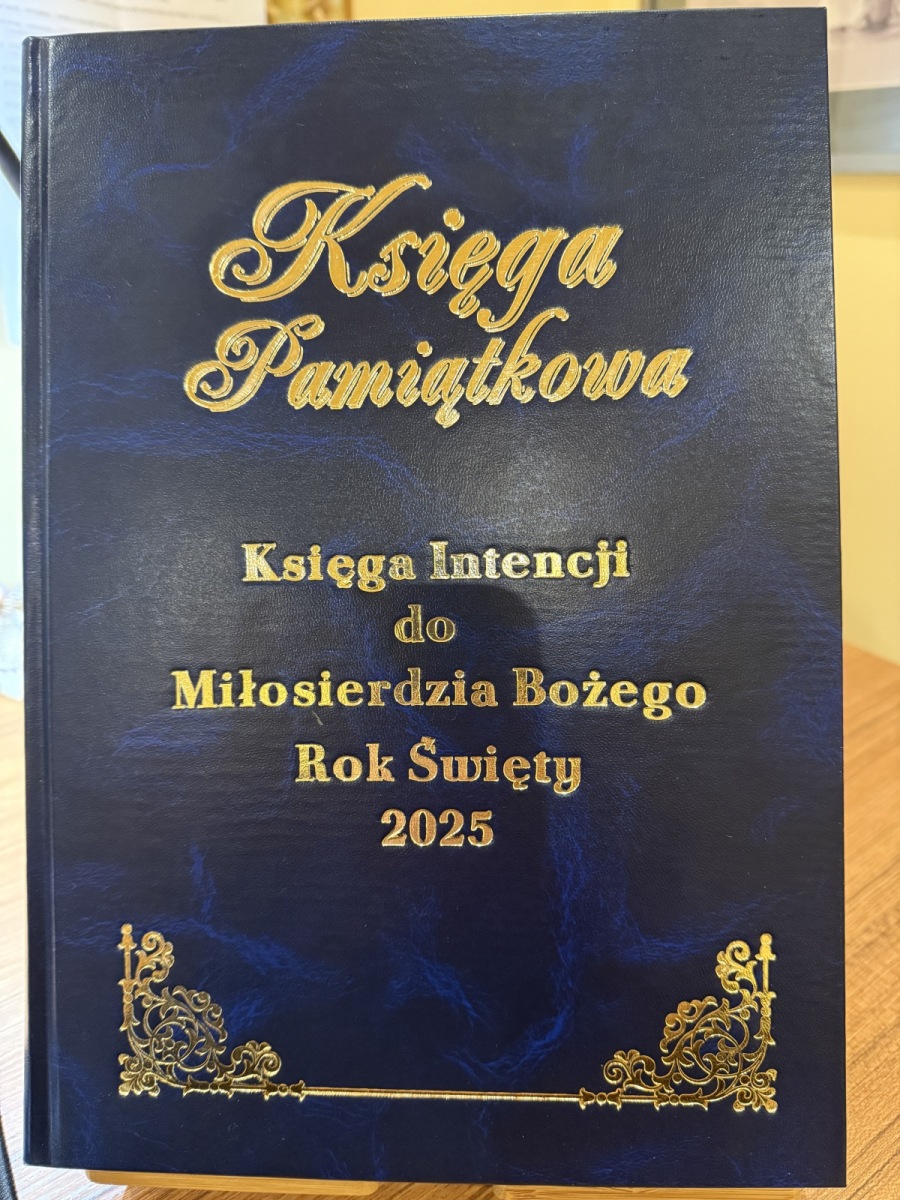 Księga
Pamiątkowa
Księga Intencji
do
Miłosierdzia Bożego
Rok Święty
2025